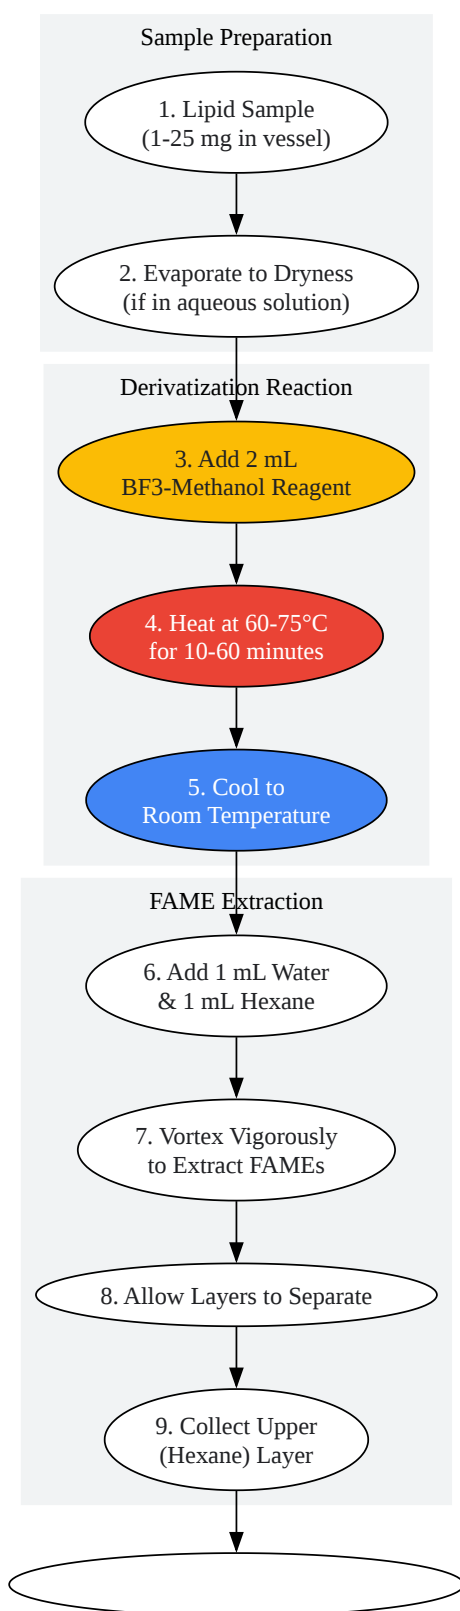 Sample Preparation
1. Lipid Sample
(1-25 mg in vessel)
2. Evaporate to Dryness
(if in aqueous solution)
Derivatization Reaction
3. Add 2 mL
BF3-Methanol Reagent
4. Heat at 60-75°C
for 10-60 minutes
5. Cool to
Room Temperature
FAME Extraction
6. Add 1 mL Water
& 1 mL Hexane
7. Vortex Vigorously
to Extract FAMEs
8. Allow Layers to Separate
9. Collect Upper
(Hexane) Layer